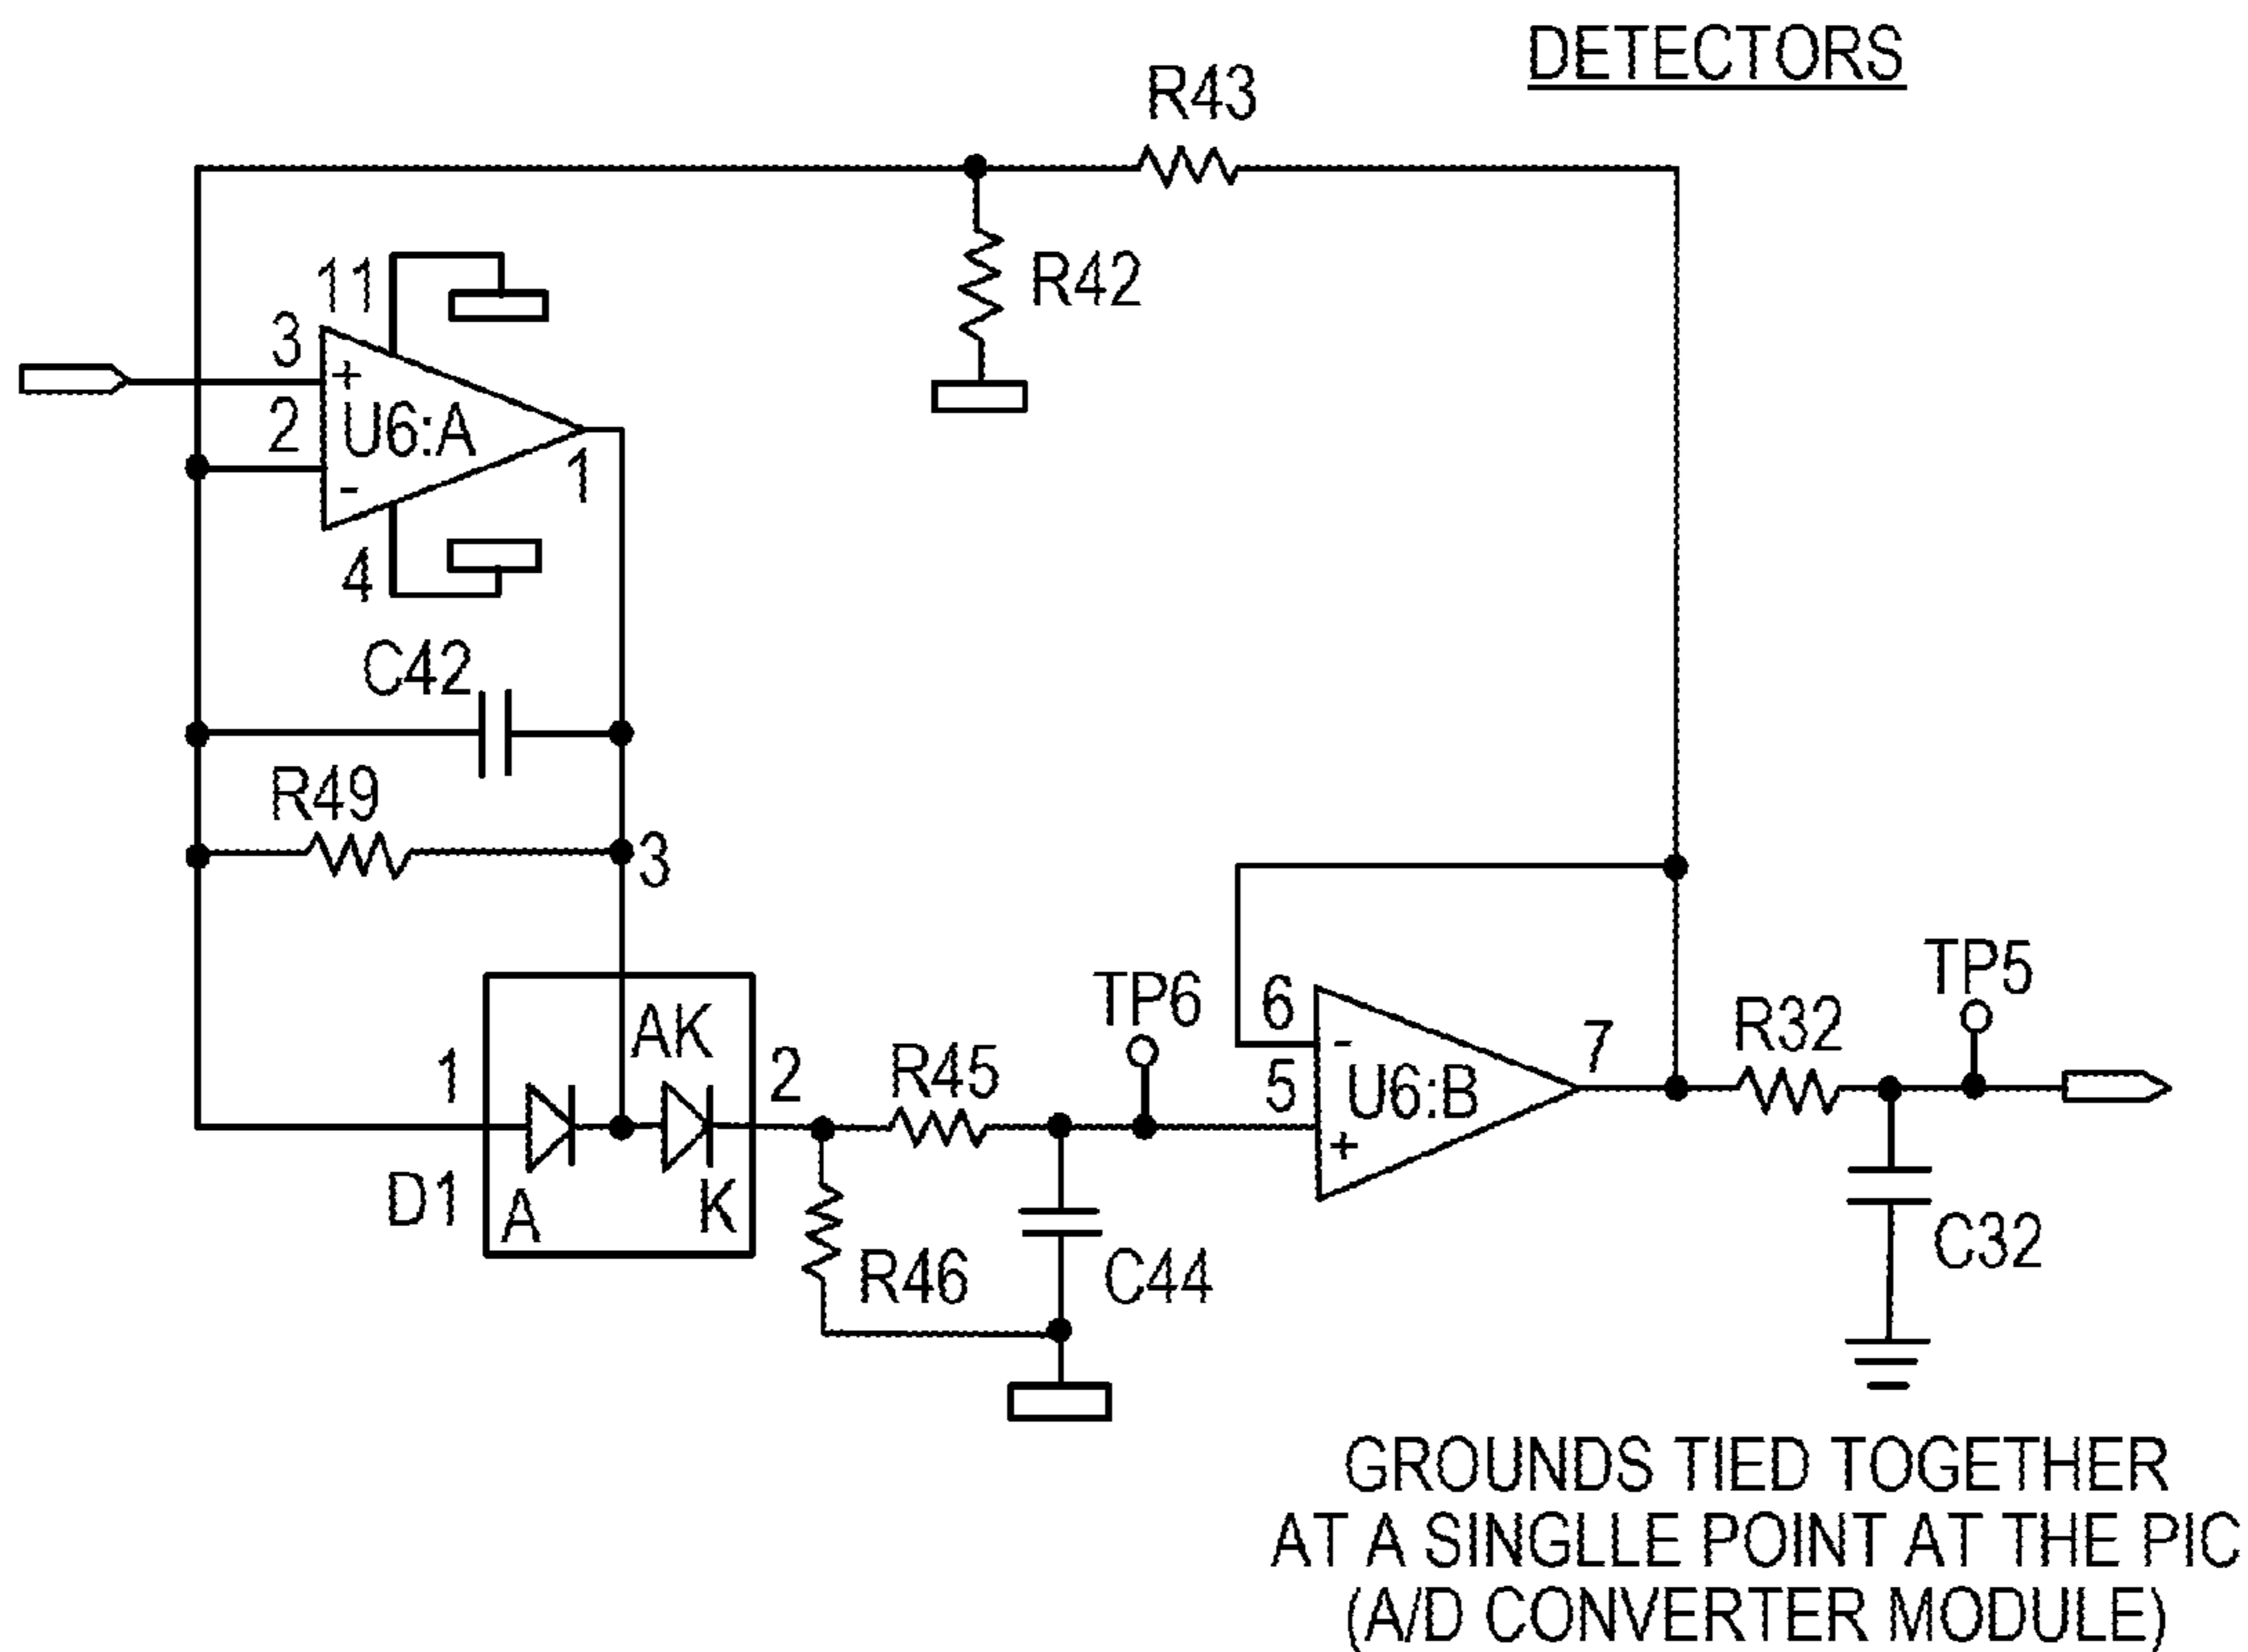 DETECTORS
R43
R42
11
3
+
2
U6:A
-
1
4
C42
R49
3
AK
1
2
A
K
D1
R45
R46
TP6
C44
6
-
5
U6:B
+
7
R32
TP5
C32
GROUNDS TIED TOGETHER
AT A SINGLLE POINT AT THE PIC
(A/D CONVERTER MODULE)